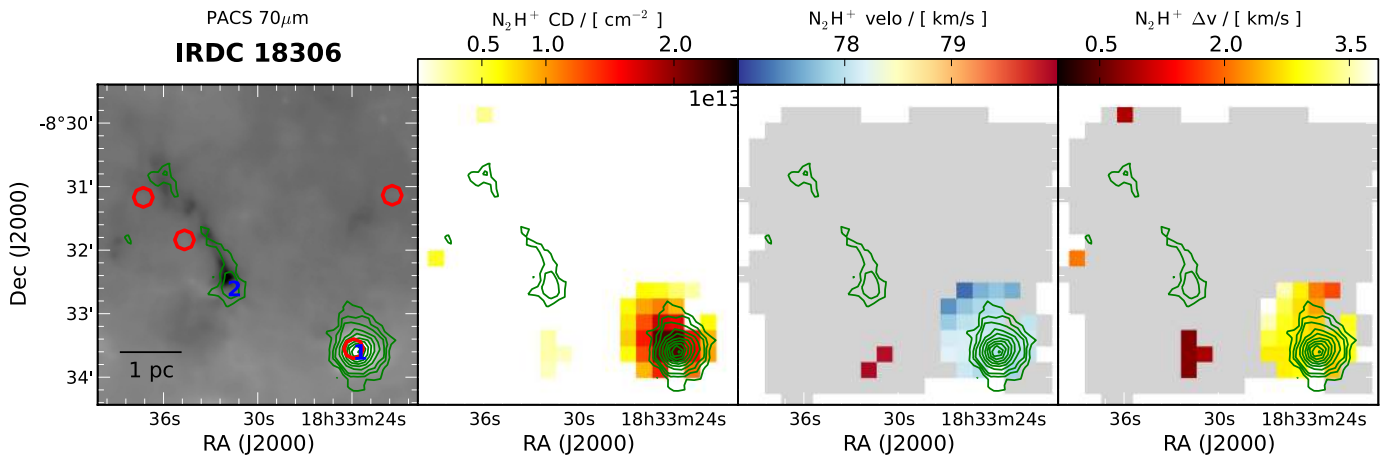 PACS 70μm
IRDC 18306
N₂H⁺ CD / [ cm⁻² ]
0.5 1.0 2.0
1e13
N₂H⁺ velo / [ km/s ]
78 79
N₂H⁺ Δv / [ km/s ]
0.5 2.0 3.5
Dec (J2000)
-8°30'
31'
32'
33'
34'
2
1
1 pc
36s 30s 18h33m24s
RA (J2000)
36s 30s 18h33m24s
RA (J2000)
36s 30s 18h33m24s
RA (J2000)
36s 30s 18h33m24s
RA (J2000)